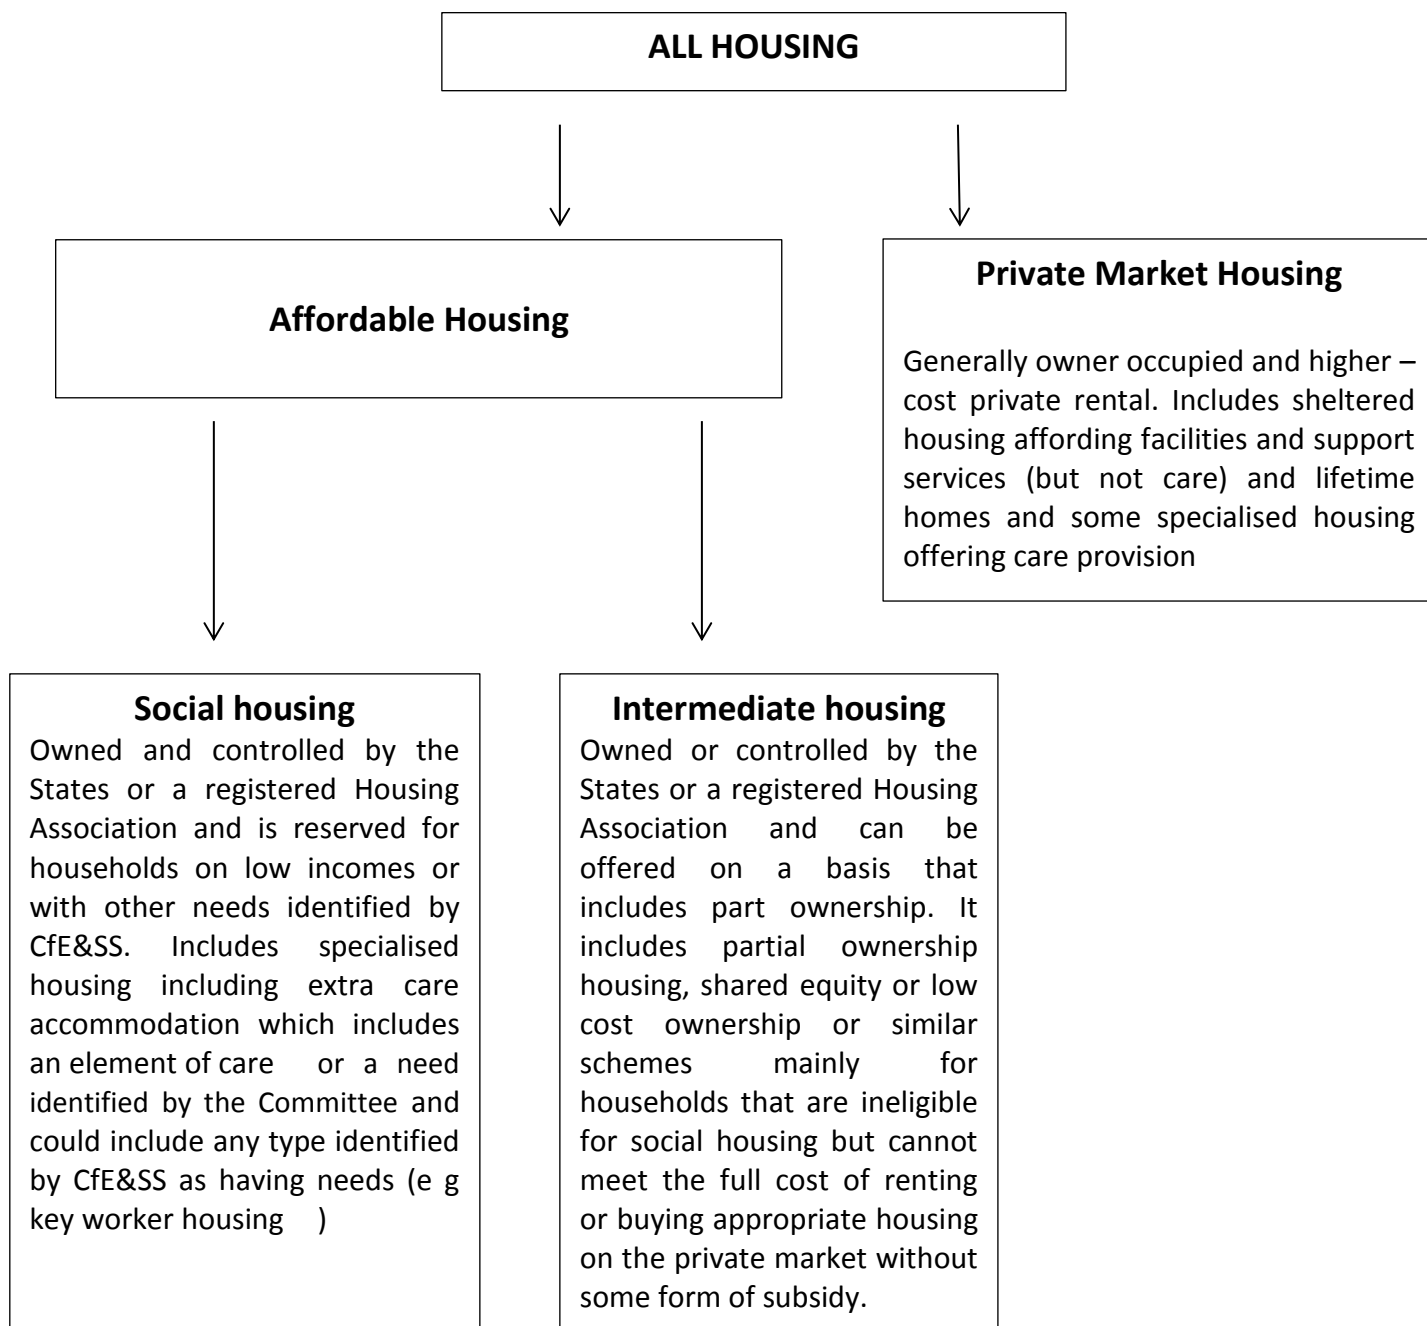 ALL HOUSING
Affordable Housing
Private Market Housing
Generally owner occupied and higher –
cost private rental. Includes sheltered
housing affording facilities and support
services (but not care) and lifetime
homes and some specialised housing
offering care provision
Social housing
Owned and controlled by the
States or a registered Housing
Association and is reserved for
households on low incomes or
with other needs identified by
CfE&SS. Includes specialised
housing including extra care
accommodation which includes
an element of care or a need
identified by the Committee and
could include any type identified
by CfE&SS as having needs (e g
key worker housing )
Intermediate housing
Owned or controlled by the
States or a registered Housing
Association and can be
offered on a basis that
includes part ownership. It
includes partial ownership
housing, shared equity or low
cost ownership or similar
schemes mainly for
households that are ineligible
for social housing but cannot
meet the full cost of renting
or buying appropriate housing
on the private market without
some form of subsidy.